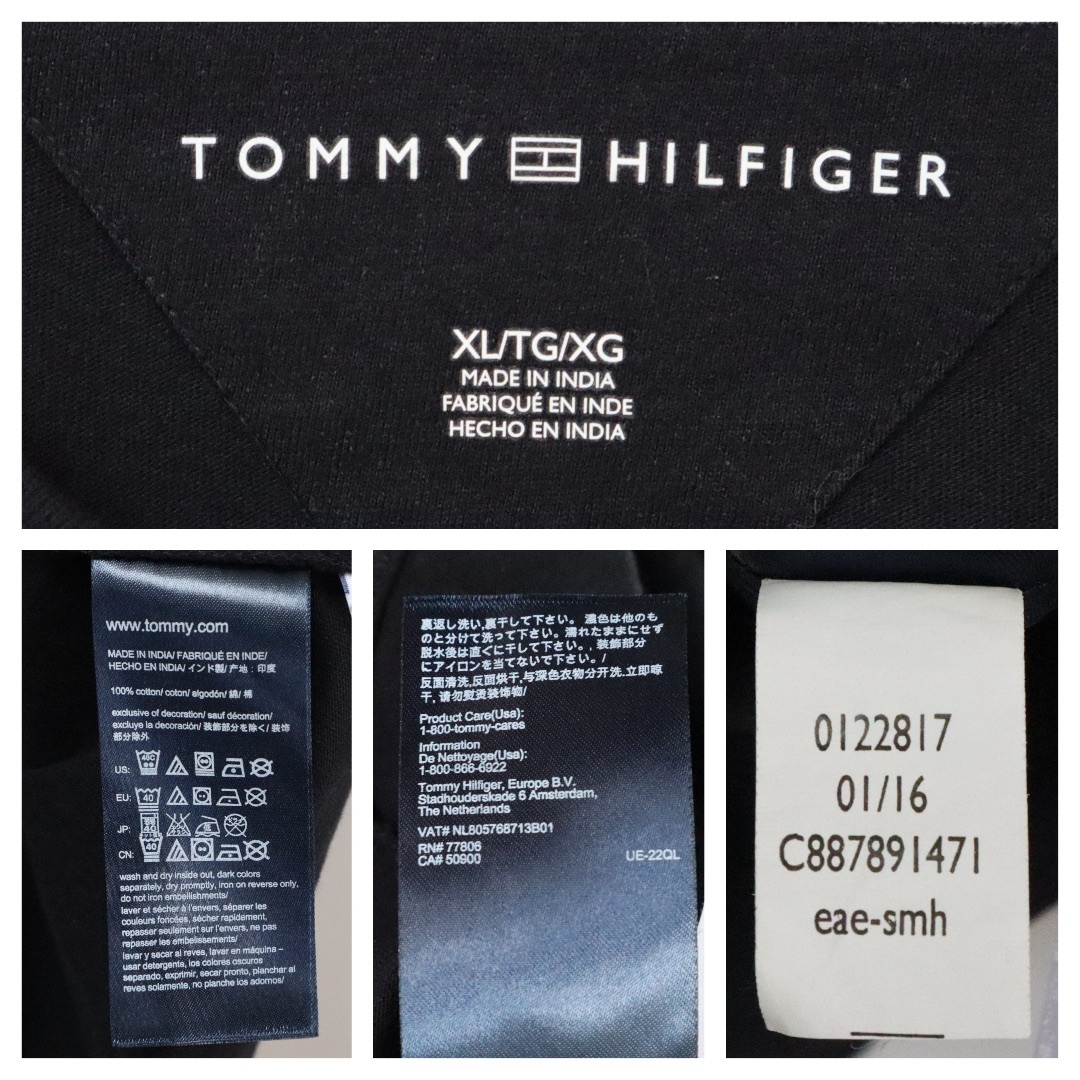 TOMMY HILFIGER
XL/TG/XG
MADE IN INDIA
FABRIQUÉ EN INDE
HECHO EN INDIA
www.tommy.com
MADE IN INDIA/ FABRIQUÉ EN INDE/
HECHO EN INDIA/ インド製/ 产地：印度
100% cotton/ coton/ algodón/ 綿/ 棉
exclusive of decoration/ sauf décoration/
excluye la decoración/ 装飾部分を除く/ 装饰
部分除外
US: 40C
EU: 40
JP: 40
CN: 40
wash and dry inside out, dark colors
separately, dry promptly, iron on reverse only,
do not iron embellishments/
laver et sécher à l'envers, séparer les
couleurs foncées, sécher rapidement,
repasser seulement sur l'envers, ne pas
repasser les embelissements/
lavar y secar al reves, lavar en máquina –
usar detergente, los colores oscuros
separado, exprimir, secar pronto, planchar al
reves solamente, no planche los adornos/
裏返し洗い,裏干して下さい。 濃色は他のも
のと分けて洗って下さい。濡れたままにせず
脱水後は直ぐに干して下さい。, 装飾部分
にアイロンを当てないで下さい。/
反面清洗,反面烘干,与深色衣物分开洗,立即晾
干, 请勿熨烫装饰物/
Product Care(Usa):
1-800-tommy-cares
Information
De Nettoyage(Usa):
1-800-866-6922
Tommy Hilfiger, Europe B.V.
Stadhouderskade 6 Amsterdam,
The Netherlands
VAT# NL805768713B01
RN# 77806
CA# 50900
UE-22QL
0122817
01/16
C887891471
eae-smh